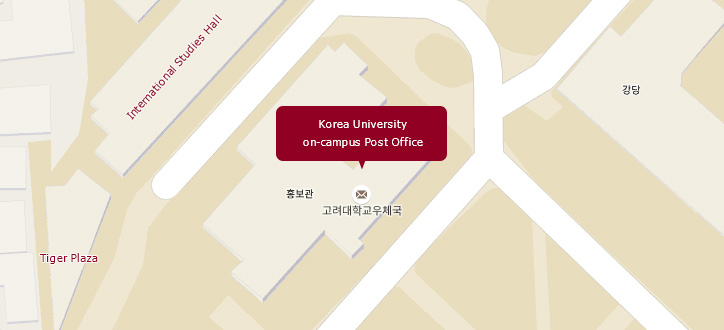 International Studies Hall
강당
Korea University
on-campus Post Office
홍보관
고려대학교우체국
Tiger Plaza